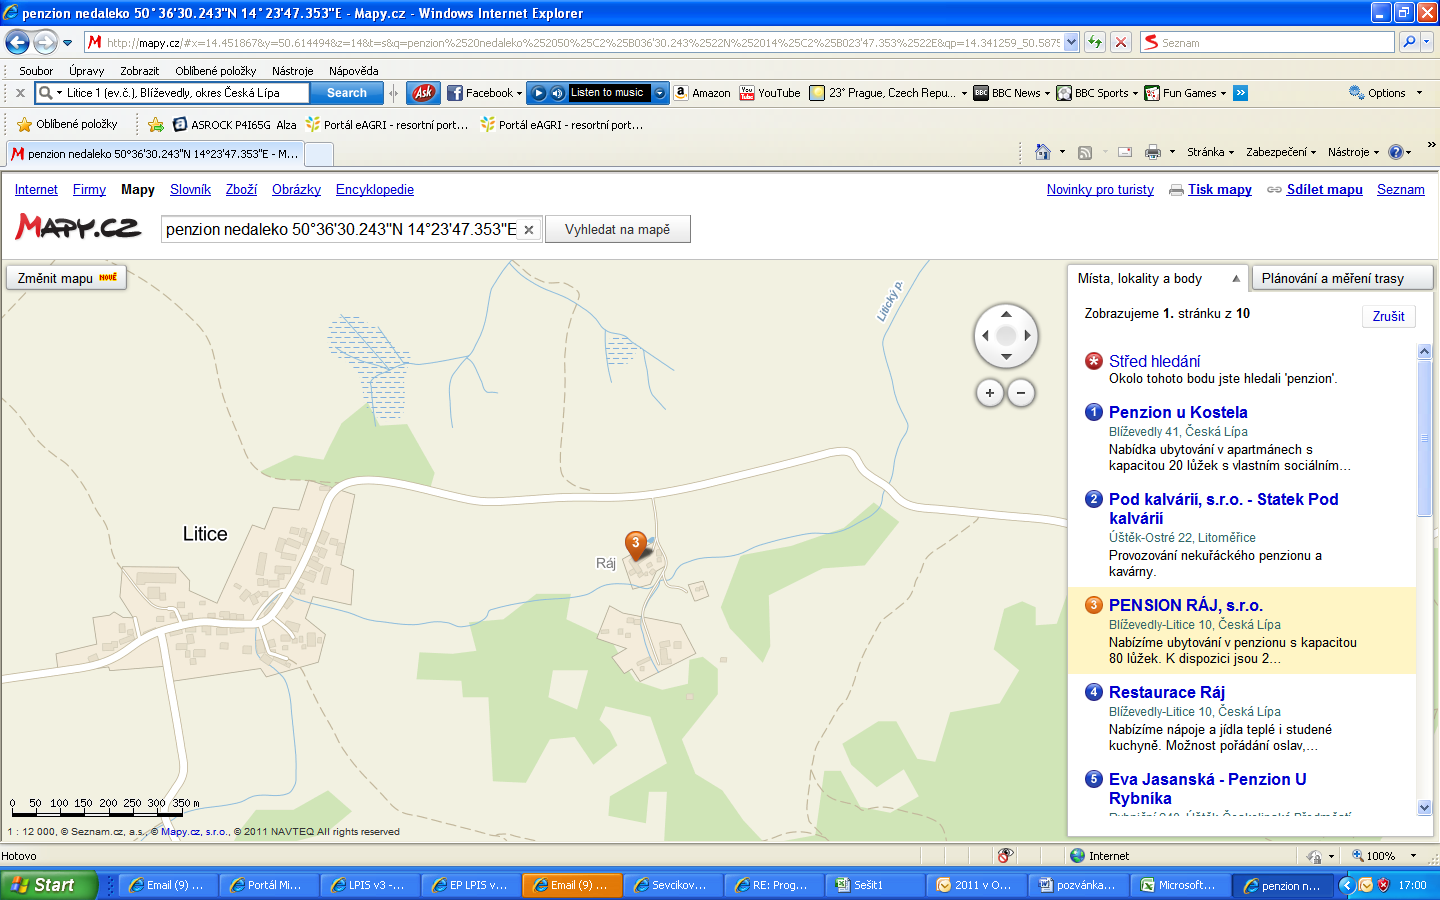 penzion nedaleko 50°36'30.243"N 14°23'47.353"E - Mapy.cz - Windows Internet Explorer
http://mapy.cz/#x=14.451867&y=50.614494&z=14&t=s&q=penzion%2520nedaleko%252050%25C2%25B036'30.243%2522N%252014%25C2%25B023'47.353%2522E&qp=14.341259_50.5875
Seznam
Soubor Úpravy Zobrazit Oblíbené položky Nástroje Nápověda
Litice 1 (ev.č.), Blíževedly, okres Česká Lípa Search Ask Facebook Listen to music Amazon YouTube 23° Prague, Czech Repu... BBC News BBC Sports Fun Games Options
Oblíbené položky ASROCK P4I65G Alza Portál eAGRI - resortní port... Portál eAGRI - resortní port...
penzion nedaleko 50°36'30.243"N 14°23'47.353"E - M...
Stránka Zabezpečení Nástroje
Internet Firmy Mapy Slovník Zboží Obrázky Encyklopedie
Novinky pro turisty Tisk mapy Sdílet mapu Seznam
Mapy.cz penzion nedaleko 50°36'30.243"N 14°23'47.353"E Vyhledat na mapě
Změnit mapu NOVÉ
Litický p.
Litice
Ráj
3
0 50 100 150 200 250 300 350 m
1 : 12 000, © Seznam.cz, a.s., © Mapy.cz, s.r.o., © 2011 NAVTEQ All rights reserved
Místa, lokality a body Plánování a měření trasy
Zobrazujeme 1. stránku z 10 Zrušit
Střed hledání
Okolo tohoto bodu jste hledali 'penzion'.
1 Penzion u Kostela
Blíževedly 41, Česká Lípa
Nabídka ubytování v apartmánech s
kapacitou 20 lůžek s vlastním sociálním...
2 Pod kalvárií, s.r.o. - Statek Pod
kalvárií
Úštěk-Ostré 22, Litoměřice
Provozování nekuřáckého penzionu a
kavárny.
3 PENSION RÁJ, s.r.o.
Blíževedly-Litice 10, Česká Lípa
Nabízíme ubytování v penzionu s kapacitou
80 lůžek. K dispozici jsou 2...
4 Restaurace Ráj
Blíževedly-Litice 10, Česká Lípa
Nabízíme nápoje a jídla teplé i studené
kuchyně. Možnost pořádání oslav,...
5 Eva Jasanská - Penzion U
Rybníka
Hotovo Internet 100%
Start Email (9) ... Portál Mi... LPIS v3 -... EP LPIS v... Email (9) ... Sevcikov... RE: Prog... Sešit1 2011 v O... pozvánka... Microsoft... penzion n... 17:00